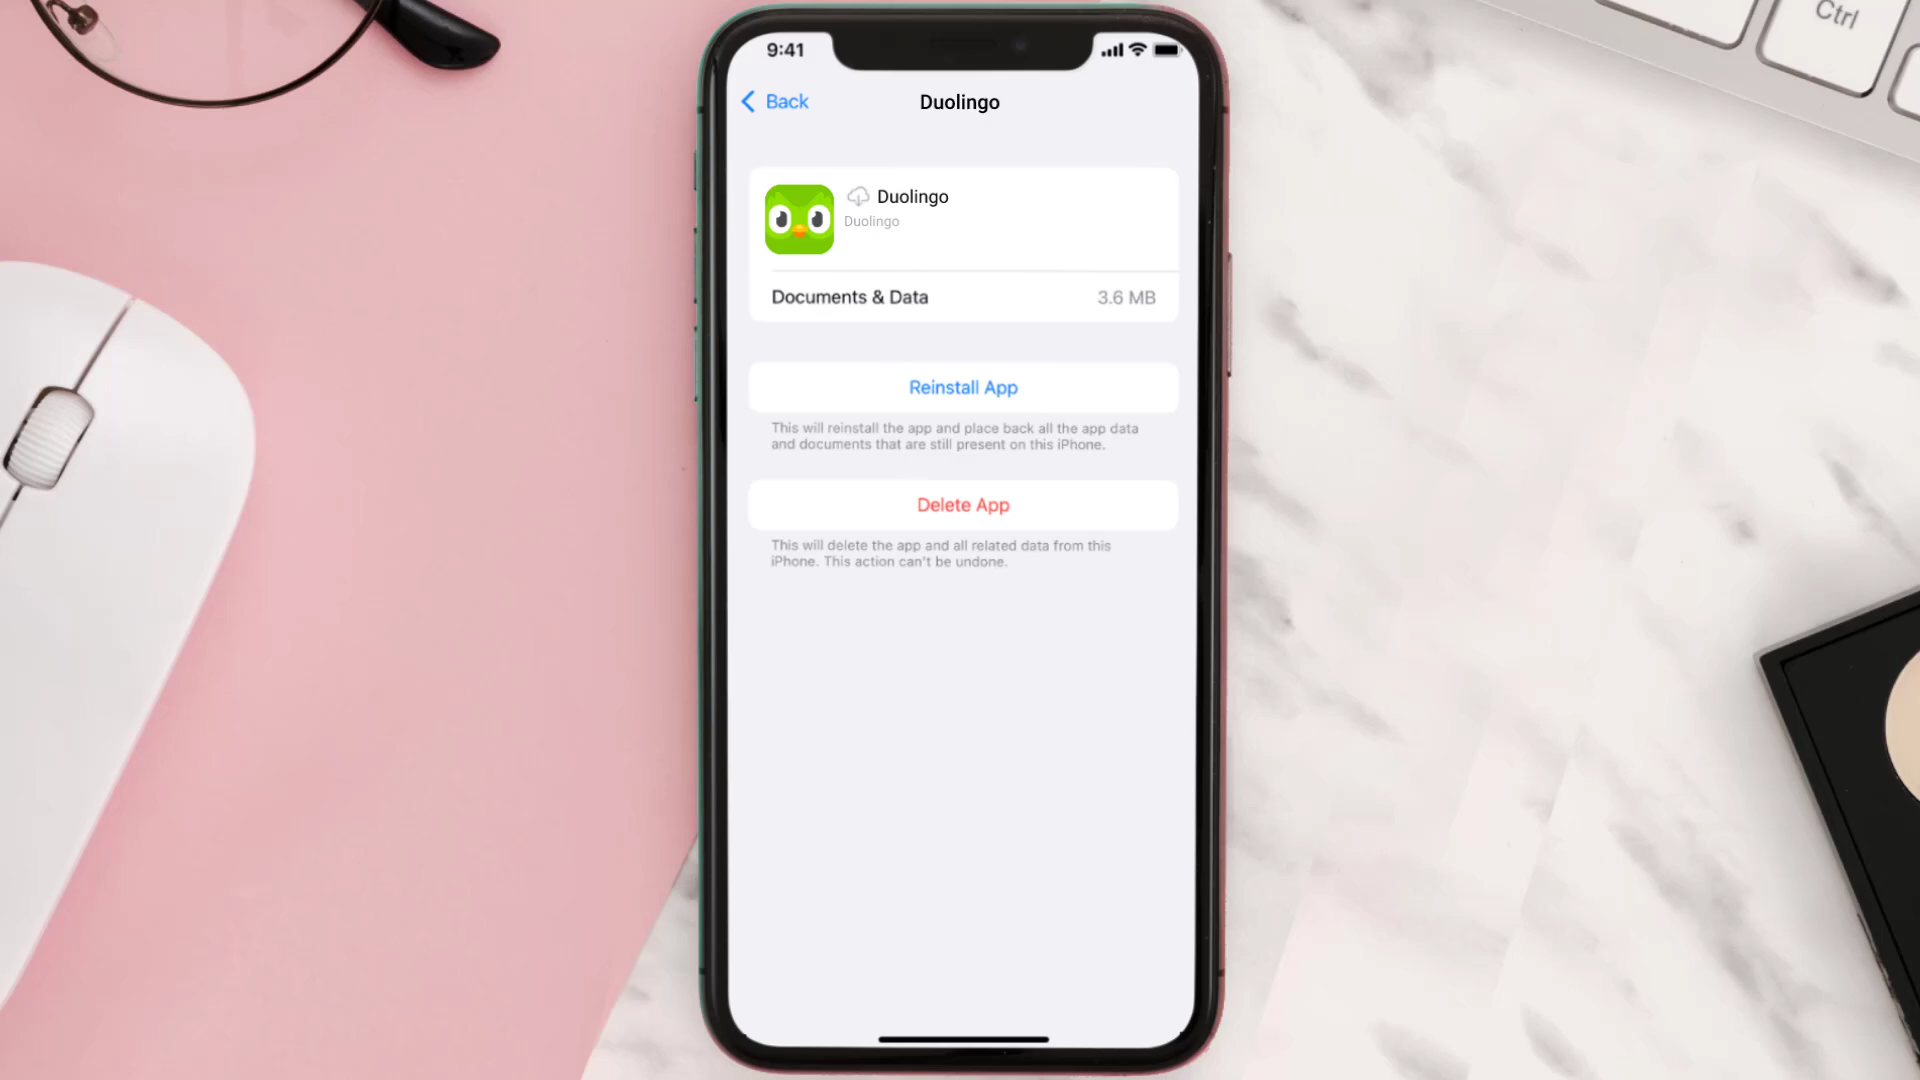 Ctrl
9:41
Back
Duolingo
Duolingo
Duolingo
Documents & Data
3.6 MB
Reinstall App
This will reinstall the app and place back all the app data
and documents that are still present on this iPhone.
Delete App
This will delete the app and all related data from this
iPhone. This action can't be undone.